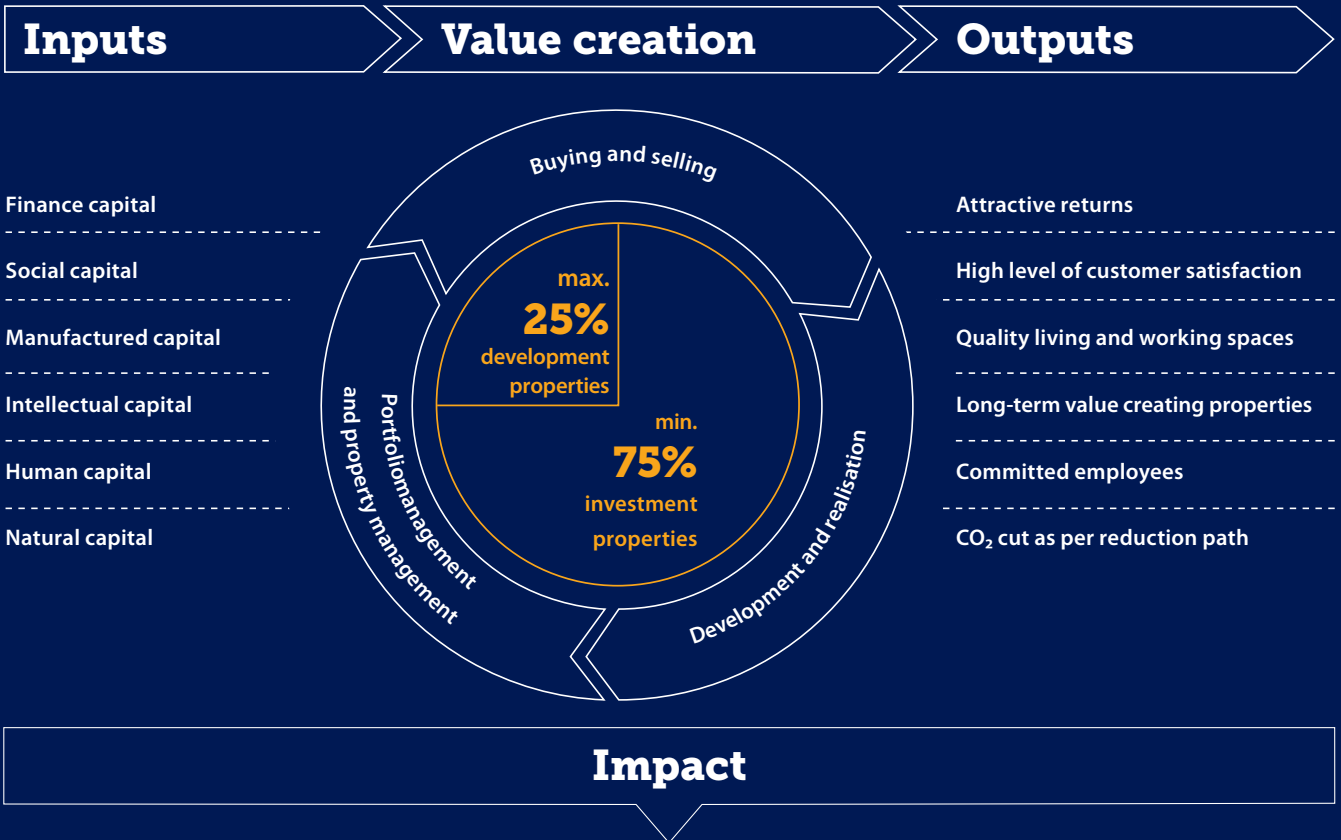 Inputs
Value creation
Outputs
Finance capital
Social capital
Manufactured capital
Intellectual capital
Human capital
Natural capital
Buying and selling
Development and realisation
Portfoliomanagement
and property management
max.
25%
development
properties
min.
75%
investment
properties
Attractive returns
High level of customer satisfaction
Quality living and working spaces
Long-term value creating properties
Committed employees
CO₂ cut as per reduction path
Impact